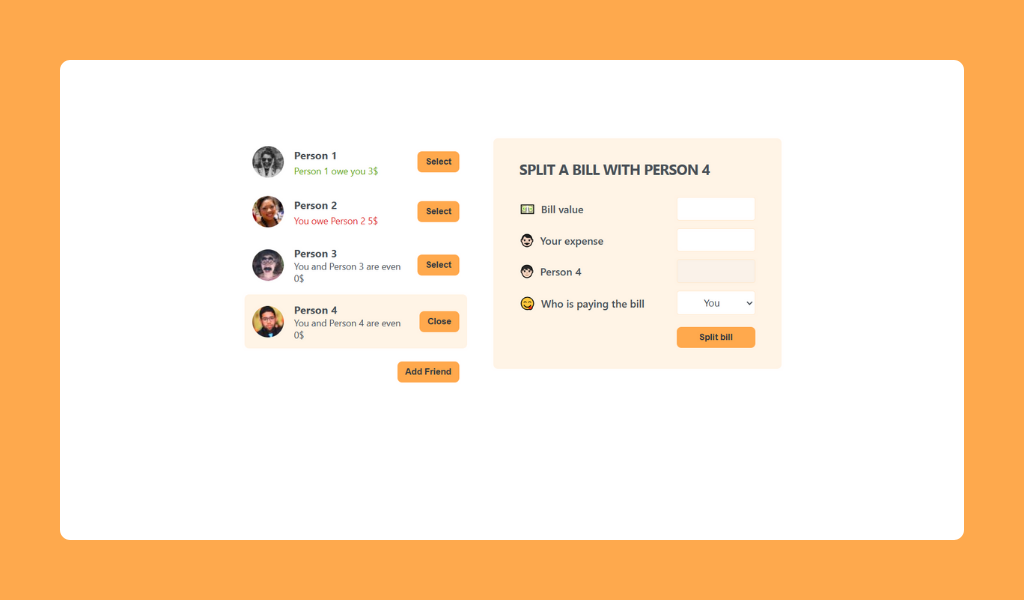 Person 1
Person 1 owe you 3$
Select
Person 2
You owe Person 2 5$
Select
Person 3
You and Person 3 are even
0$
Select
Person 4
You and Person 4 are even
0$
Close
Add Friend
SPLIT A BILL WITH PERSON 4
Bill value
Your expense
Person 4
Who is paying the bill
You
Split bill